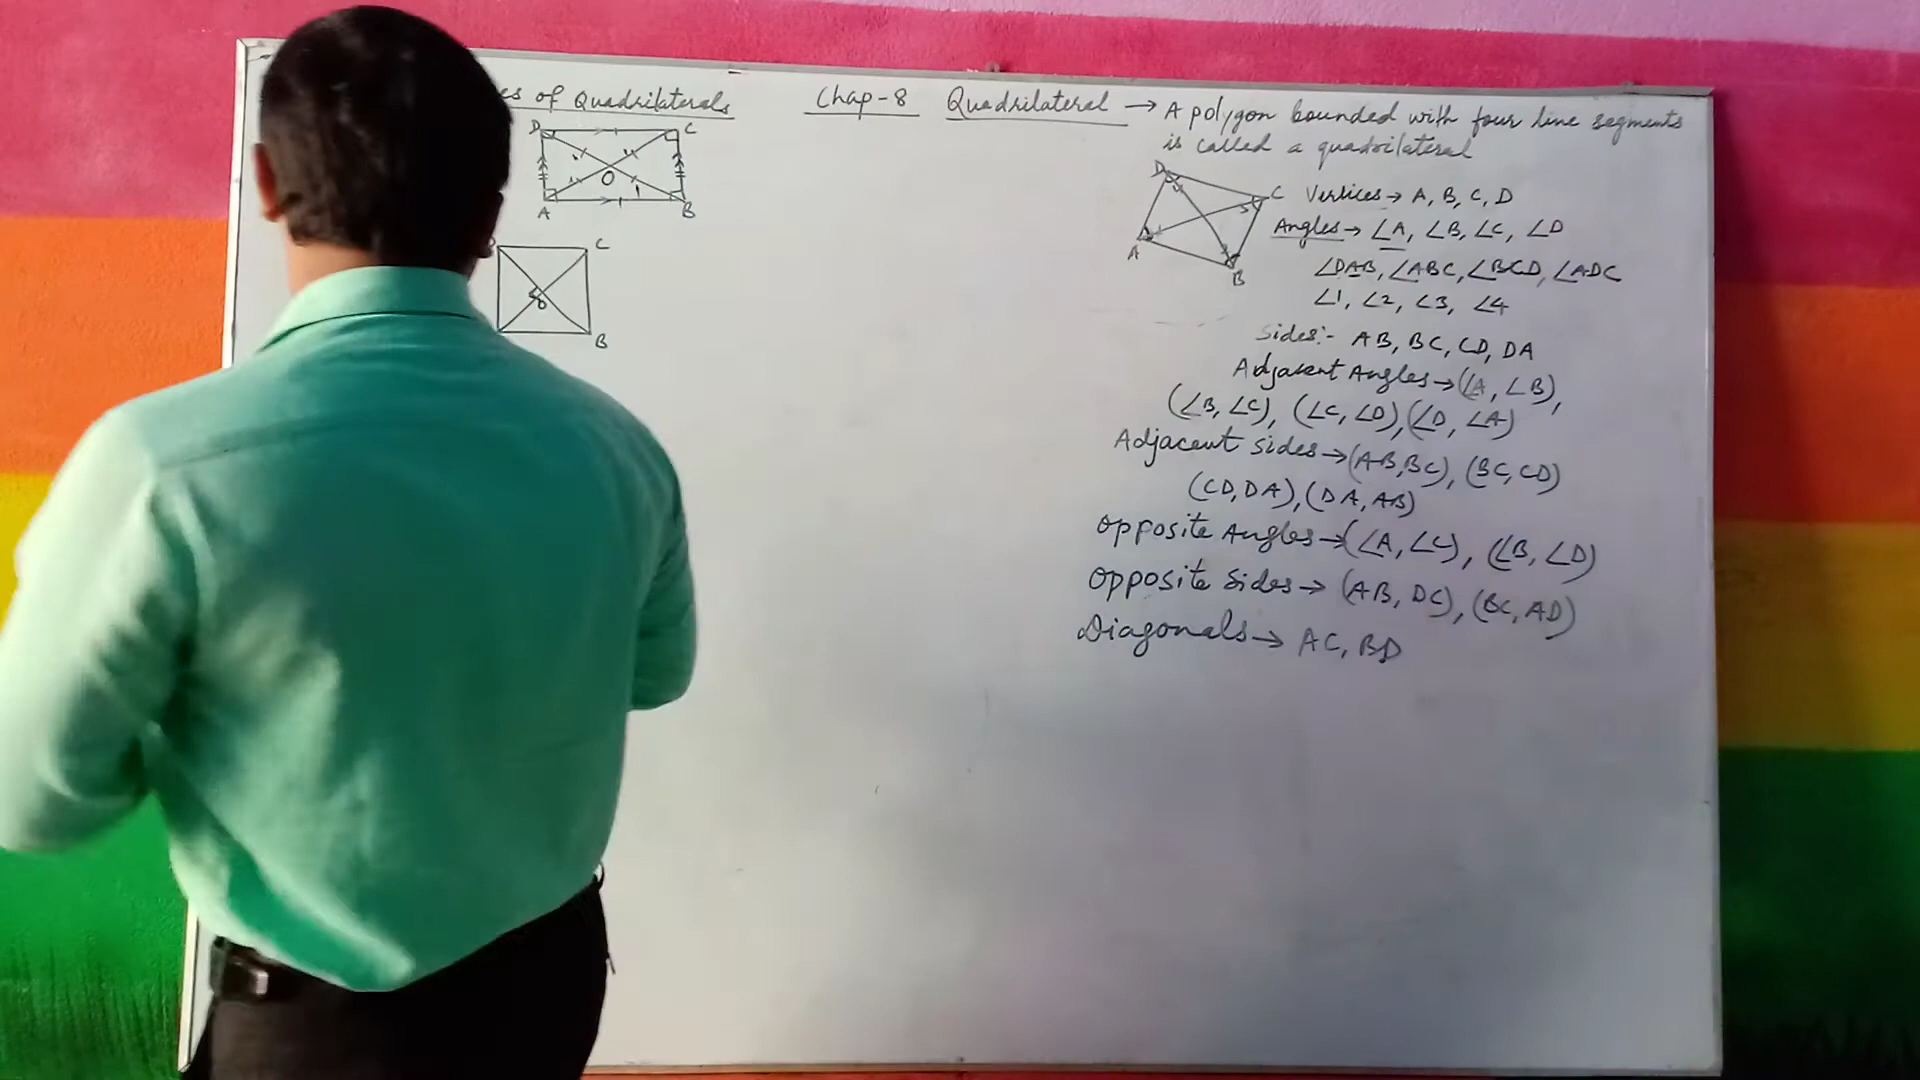 of Quadrilaterals
D C
O
A B
C
B
Chap-8 Quadrilateral → A polygon bounded with four line segments
is called a quadrilateral
D
C
A
B
Vertices → A, B, C, D
Angles → ∠A, ∠B, ∠C, ∠D
∠DAB, ∠ABC, ∠BCD, ∠ADC
∠1, ∠2, ∠3, ∠4
Sides:- AB, BC, CD, DA
Adjacent Angles → (∠A, ∠B),
(∠B, ∠C), (∠C, ∠D), (∠D, ∠A)
Adjacent Sides → (AB, BC), (BC, CD)
(CD, DA), (DA, AB)
Opposite Angles → (∠A, ∠C), (∠B, ∠D)
Opposite Sides → (AB, DC), (BC, AD)
Diagonals → AC, BD